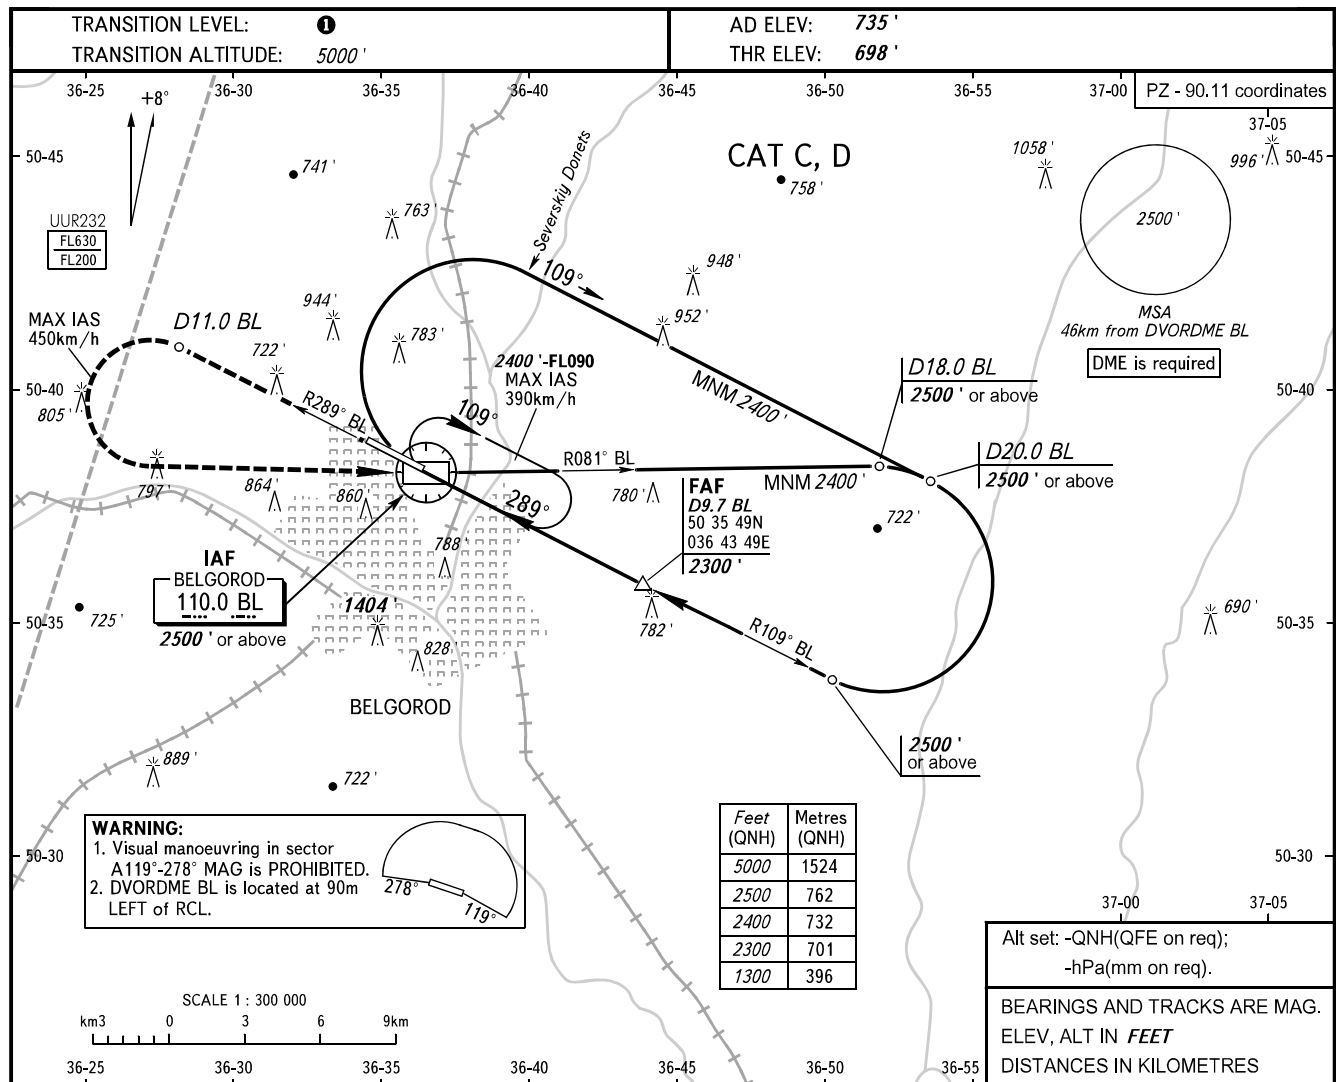 TRANSITION LEVEL: ❶
TRANSITION ALTITUDE: 5000 '
AD ELEV: 735 '
THR ELEV: 698 '
36-25 36-30 36-35 36-40 36-45 36-50 36-55 37-00
PZ - 90.11 coordinates
37-05
+8°
50-45
741 '
763 '
Severskiy Donets
CAT C, D
758 '
1058 '
996 '
50-45
UUR232
FL630
FL200
2500 '
109°
948 '
944 '
952 '
MSA
46km from DVORDME BL
DME is required
MAX IAS
450km/h
D11.0 BL
722 '
783 '
2400 '-FL090
MAX IAS
390km/h
MNM 2400 '
D18.0 BL
2500 ' or above
50-40
50-40
805 '
R289° BL
109°
R081° BL
MNM 2400 '
D20.0 BL
2500 ' or above
797 '
864 '
860 '
289°
780 '
FAF
D9.7 BL
50 35 49N
036 43 49E
2300 '
722 '
788 '
IAF
BELGOROD
110.0 BL
2500 ' or above
725 '
1404 '
828 '
782 '
R109° BL
690 '
50-35
50-35
BELGOROD
2500 '
or above
889 '
722 '
WARNING:
1. Visual manoeuvring in sector
A119°-278° MAG is PROHIBITED.
2. DVORDME BL is located at 90m
LEFT of RCL.
278°
119°
Feet (QNH) Metres (QNH)
5000 1524
2500 762
2400 732
2300 701
1300 396
50-30
50-30
37-00 37-05
Alt set: -QNH(QFE on req);
-hPa(mm on req).
BEARINGS AND TRACKS ARE MAG.
ELEV, ALT IN FEET
DISTANCES IN KILOMETRES
SCALE 1 : 300 000
km3 0 3 6 9km
36-25 36-30 36-35 36-40 36-45 36-50 36-55